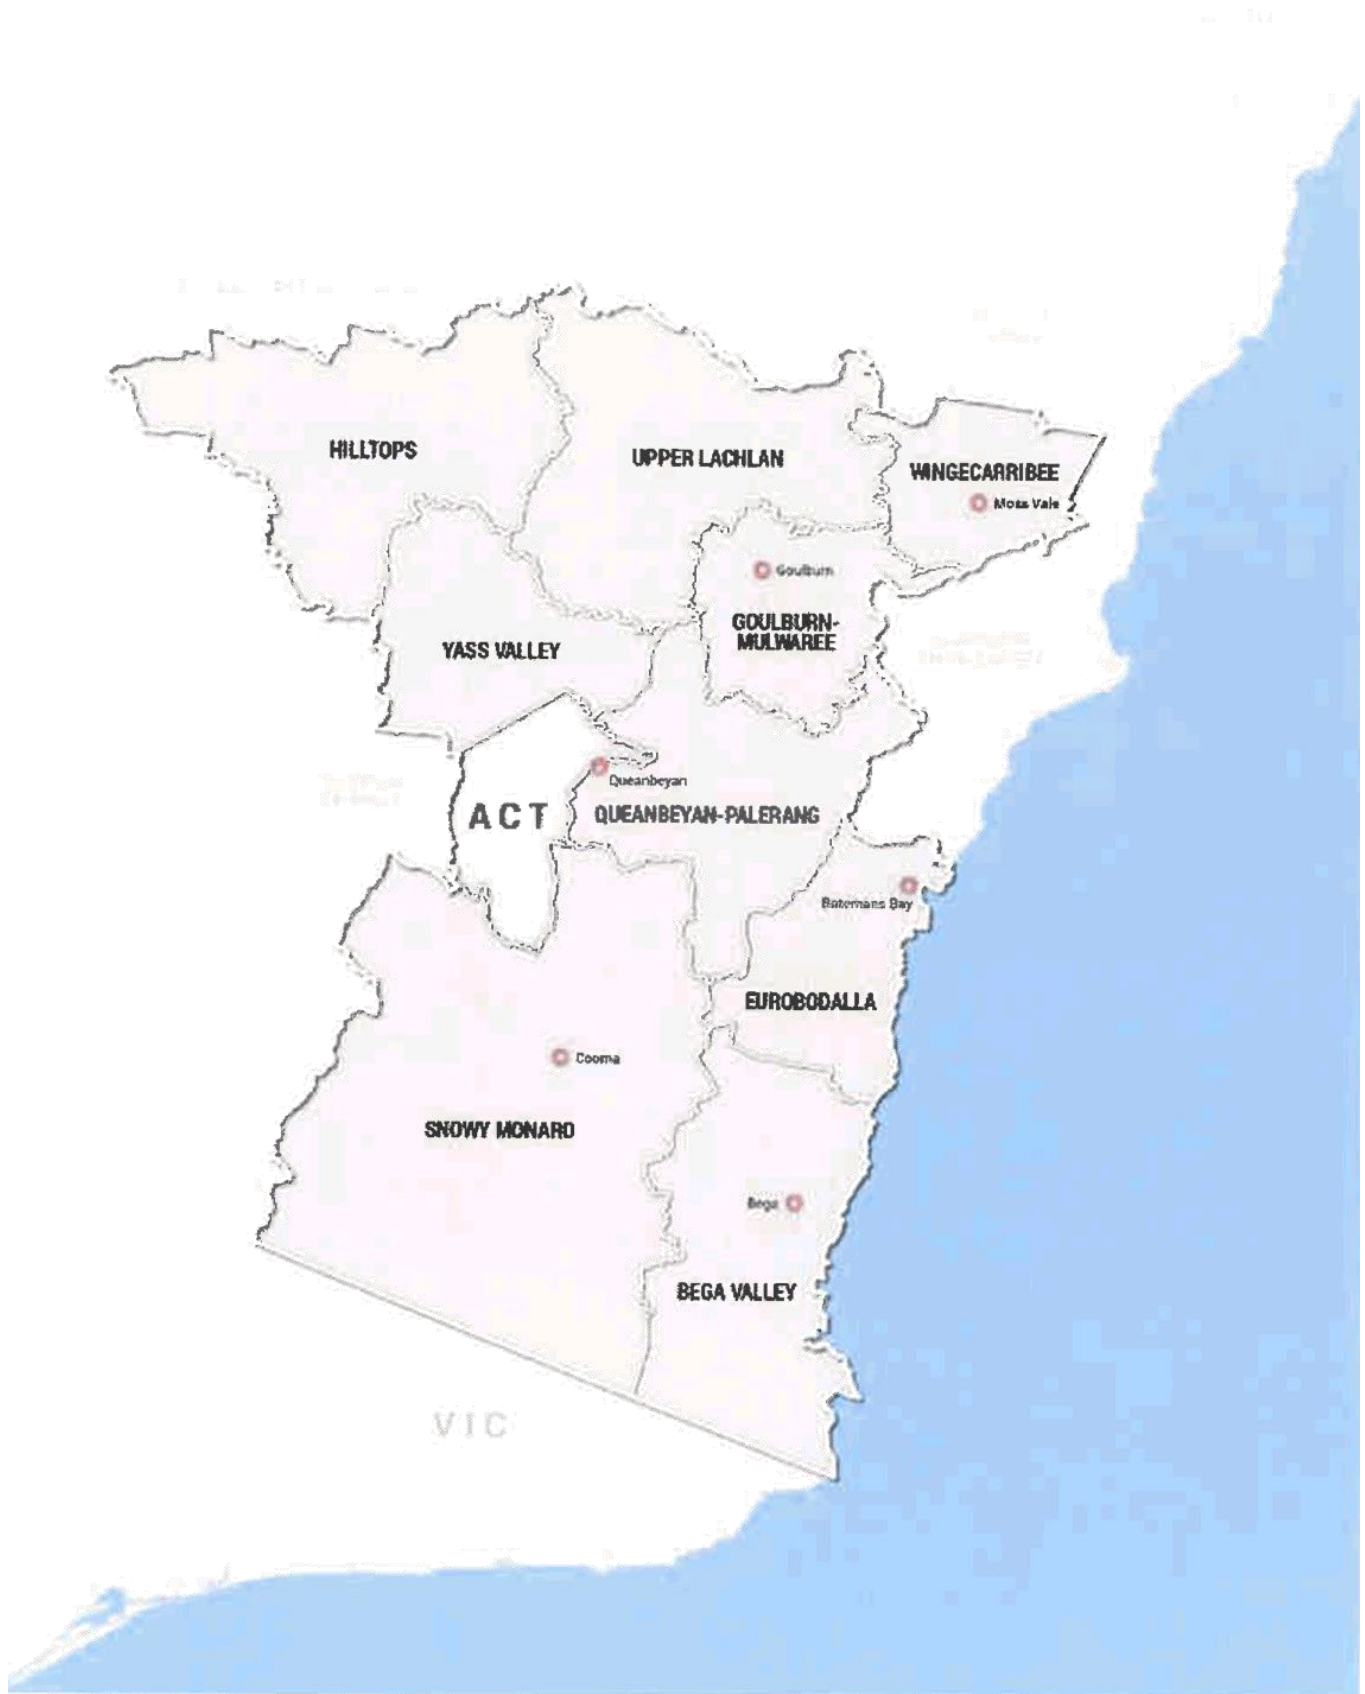 HILLTOPS
UPPER LACHLAN
WINGECARRIBEE
Moss Vale
Goulburn
GOULBURN-
MULWAREE
YASS VALLEY
Queanbeyan
ACT
QUEANBEYAN-PALERANG
Batemans Bay
EUROBODALLA
Cooma
SNOWY MONARO
Bega
BEGA VALLEY
VIC